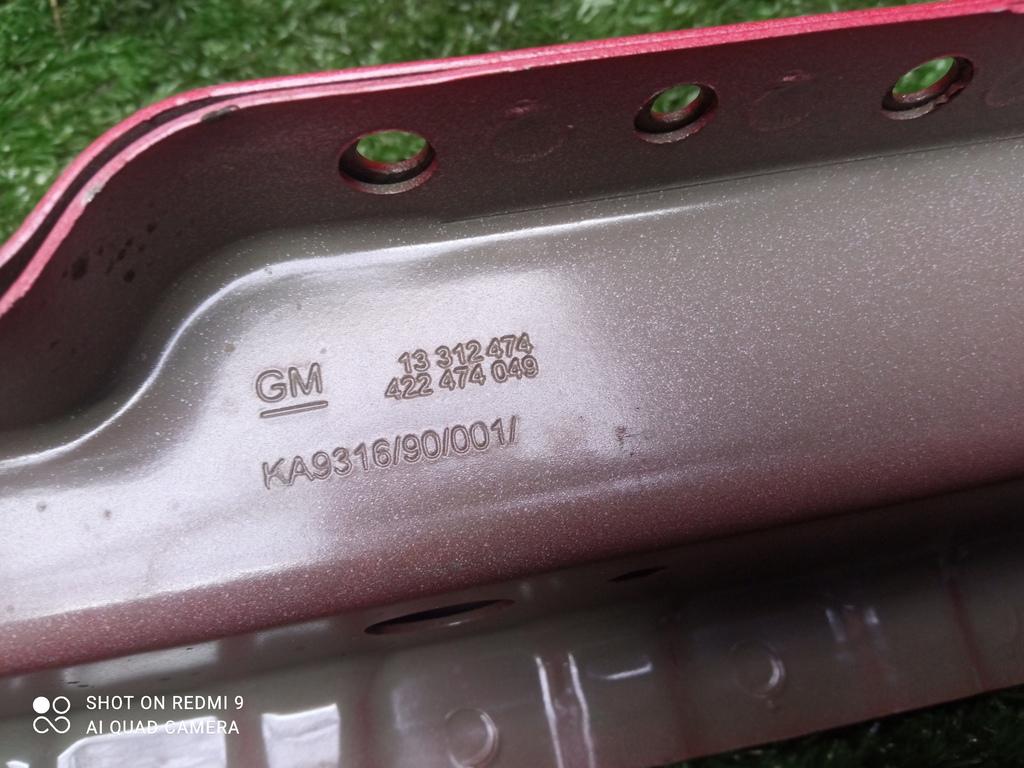 GM
13 312 474
422 474 049
KA9316/90/001/
SHOT ON REDMI 9
AI QUAD CAMERA